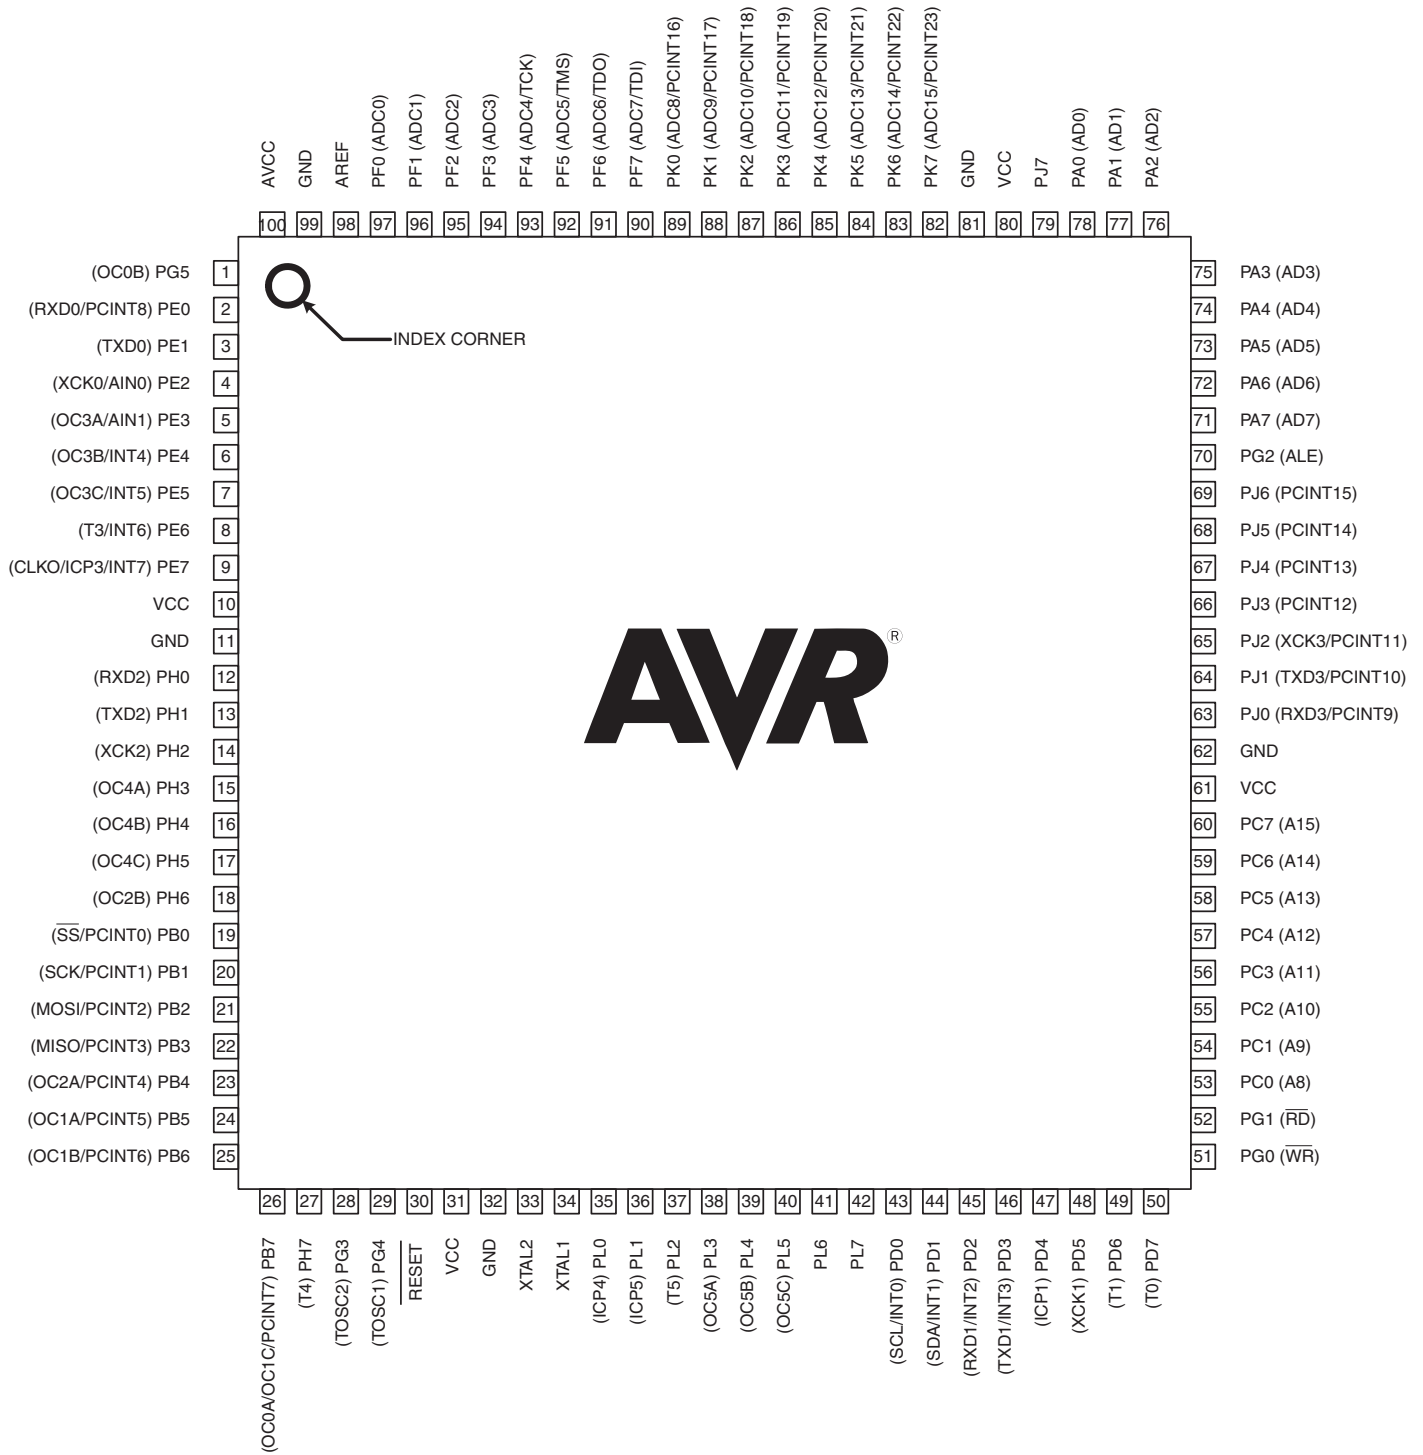 AVCC
GND
AREF
PF0 (ADC0)
PF1 (ADC1)
PF2 (ADC2)
PF3 (ADC3)
PF4 (ADC4/TCK)
PF5 (ADC5/TMS)
PF6 (ADC6/TDO)
PF7 (ADC7/TDI)
PK0 (ADC8/PCINT16)
PK1 (ADC9/PCINT17)
PK2 (ADC10/PCINT18)
PK3 (ADC11/PCINT19)
PK4 (ADC12/PCINT20)
PK5 (ADC13/PCINT21)
PK6 (ADC14/PCINT22)
PK7 (ADC15/PCINT23)
GND
VCC
PJ7
PA0 (AD0)
PA1 (AD1)
PA2 (AD2)
100 99 98 97 96 95 94 93 92 91 90 89 88 87 86 85 84 83 82 81 80 79 78 77 76
(OC0B) PG5 1
(RXD0/PCINT8) PE0 2
(TXD0) PE1 3
(XCK0/AIN0) PE2 4
(OC3A/AIN1) PE3 5
(OC3B/INT4) PE4 6
(OC3C/INT5) PE5 7
(T3/INT6) PE6 8
(CLKO/ICP3/INT7) PE7 9
VCC 10
GND 11
(RXD2) PH0 12
(TXD2) PH1 13
(XCK2) PH2 14
(OC4A) PH3 15
(OC4B) PH4 16
(OC4C) PH5 17
(OC2B) PH6 18
(SS/PCINT0) PB0 19
(SCK/PCINT1) PB1 20
(MOSI/PCINT2) PB2 21
(MISO/PCINT3) PB3 22
(OC2A/PCINT4) PB4 23
(OC1A/PCINT5) PB5 24
(OC1B/PCINT6) PB6 25
INDEX CORNER
AVR®
75 PA3 (AD3)
74 PA4 (AD4)
73 PA5 (AD5)
72 PA6 (AD6)
71 PA7 (AD7)
70 PG2 (ALE)
69 PJ6 (PCINT15)
68 PJ5 (PCINT14)
67 PJ4 (PCINT13)
66 PJ3 (PCINT12)
65 PJ2 (XCK3/PCINT11)
64 PJ1 (TXD3/PCINT10)
63 PJ0 (RXD3/PCINT9)
62 GND
61 VCC
60 PC7 (A15)
59 PC6 (A14)
58 PC5 (A13)
57 PC4 (A12)
56 PC3 (A11)
55 PC2 (A10)
54 PC1 (A9)
53 PC0 (A8)
52 PG1 (RD)
51 PG0 (WR)
26 27 28 29 30 31 32 33 34 35 36 37 38 39 40 41 42 43 44 45 46 47 48 49 50
(OC0A/OC1C/PCINT7) PB7
(T4) PH7
(TOSC2) PG3
(TOSC1) PG4
RESET
VCC
GND
XTAL2
XTAL1
(ICP4) PL0
(ICP5) PL1
(T5) PL2
(OC5A) PL3
(OC5B) PL4
(OC5C) PL5
PL6
PL7
(SCL/INT0) PD0
(SDA/INT1) PD1
(RXD1/INT2) PD2
(TXD1/INT3) PD3
(ICP1) PD4
(XCK1) PD5
(T1) PD6
(T0) PD7